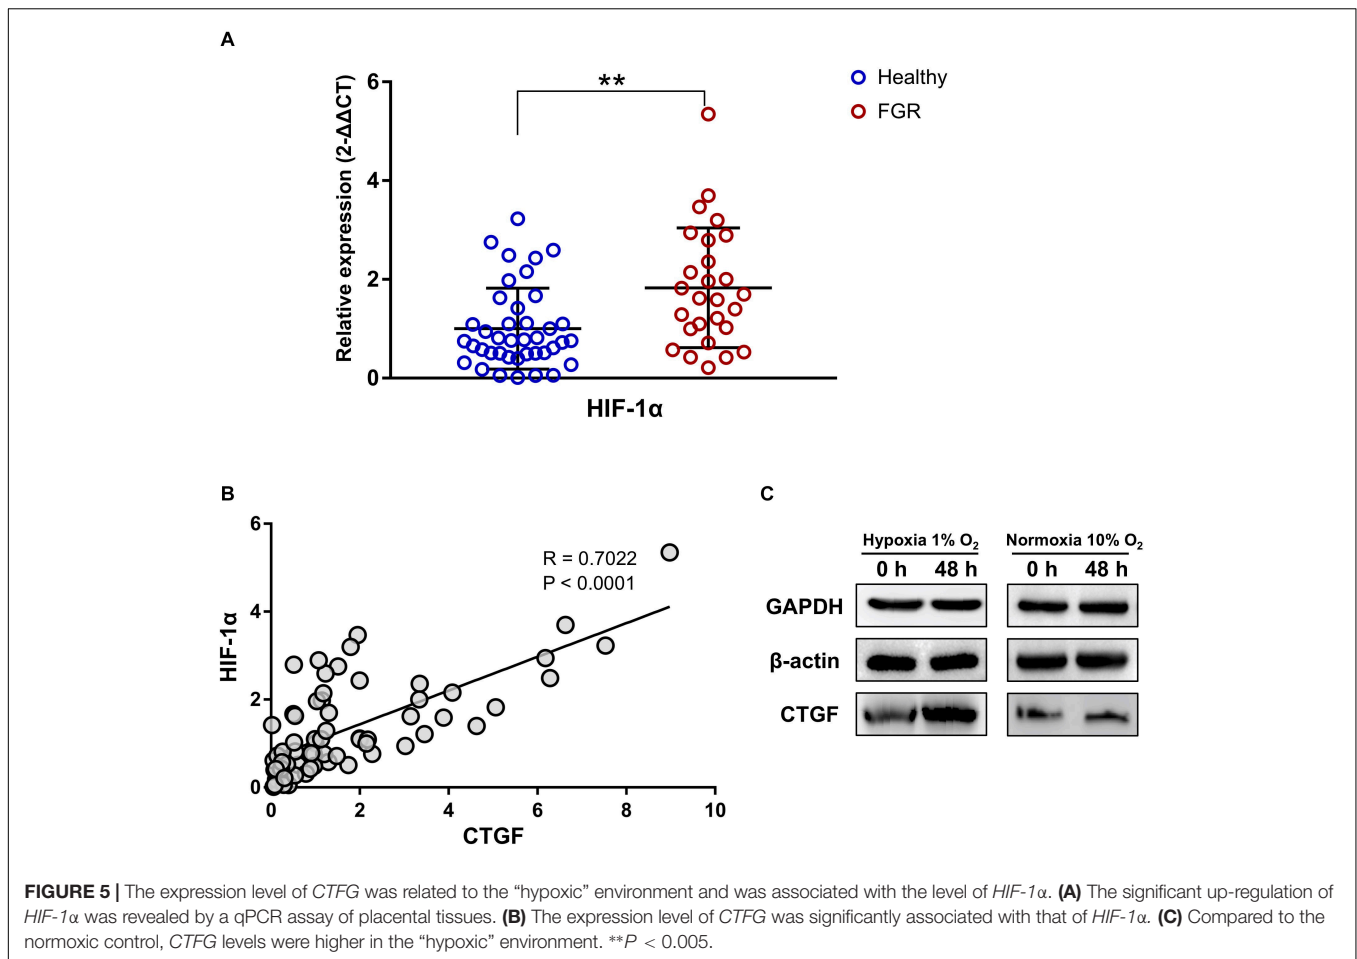 A
**
Healthy
FGR
Relative expression (2-ΔΔCT)
6
4
2
0
HIF-1α
B
R = 0.7022
P < 0.0001
HIF-1α
6
4
2
0
0 2 4 6 8 10
CTGF
C
Hypoxia 1% O₂ Normoxia 10% O₂
0 h 48 h 0 h 48 h
GAPDH
β-actin
CTGF
FIGURE 5 | The expression level of CTFG was related to the “hypoxic” environment and was associated with the level of HIF-1α. (A) The significant up-regulation of
HIF-1α was revealed by a qPCR assay of placental tissues. (B) The expression level of CTFG was significantly associated with that of HIF-1α. (C) Compared to the
normoxic control, CTFG levels were higher in the “hypoxic” environment. **P < 0.005.